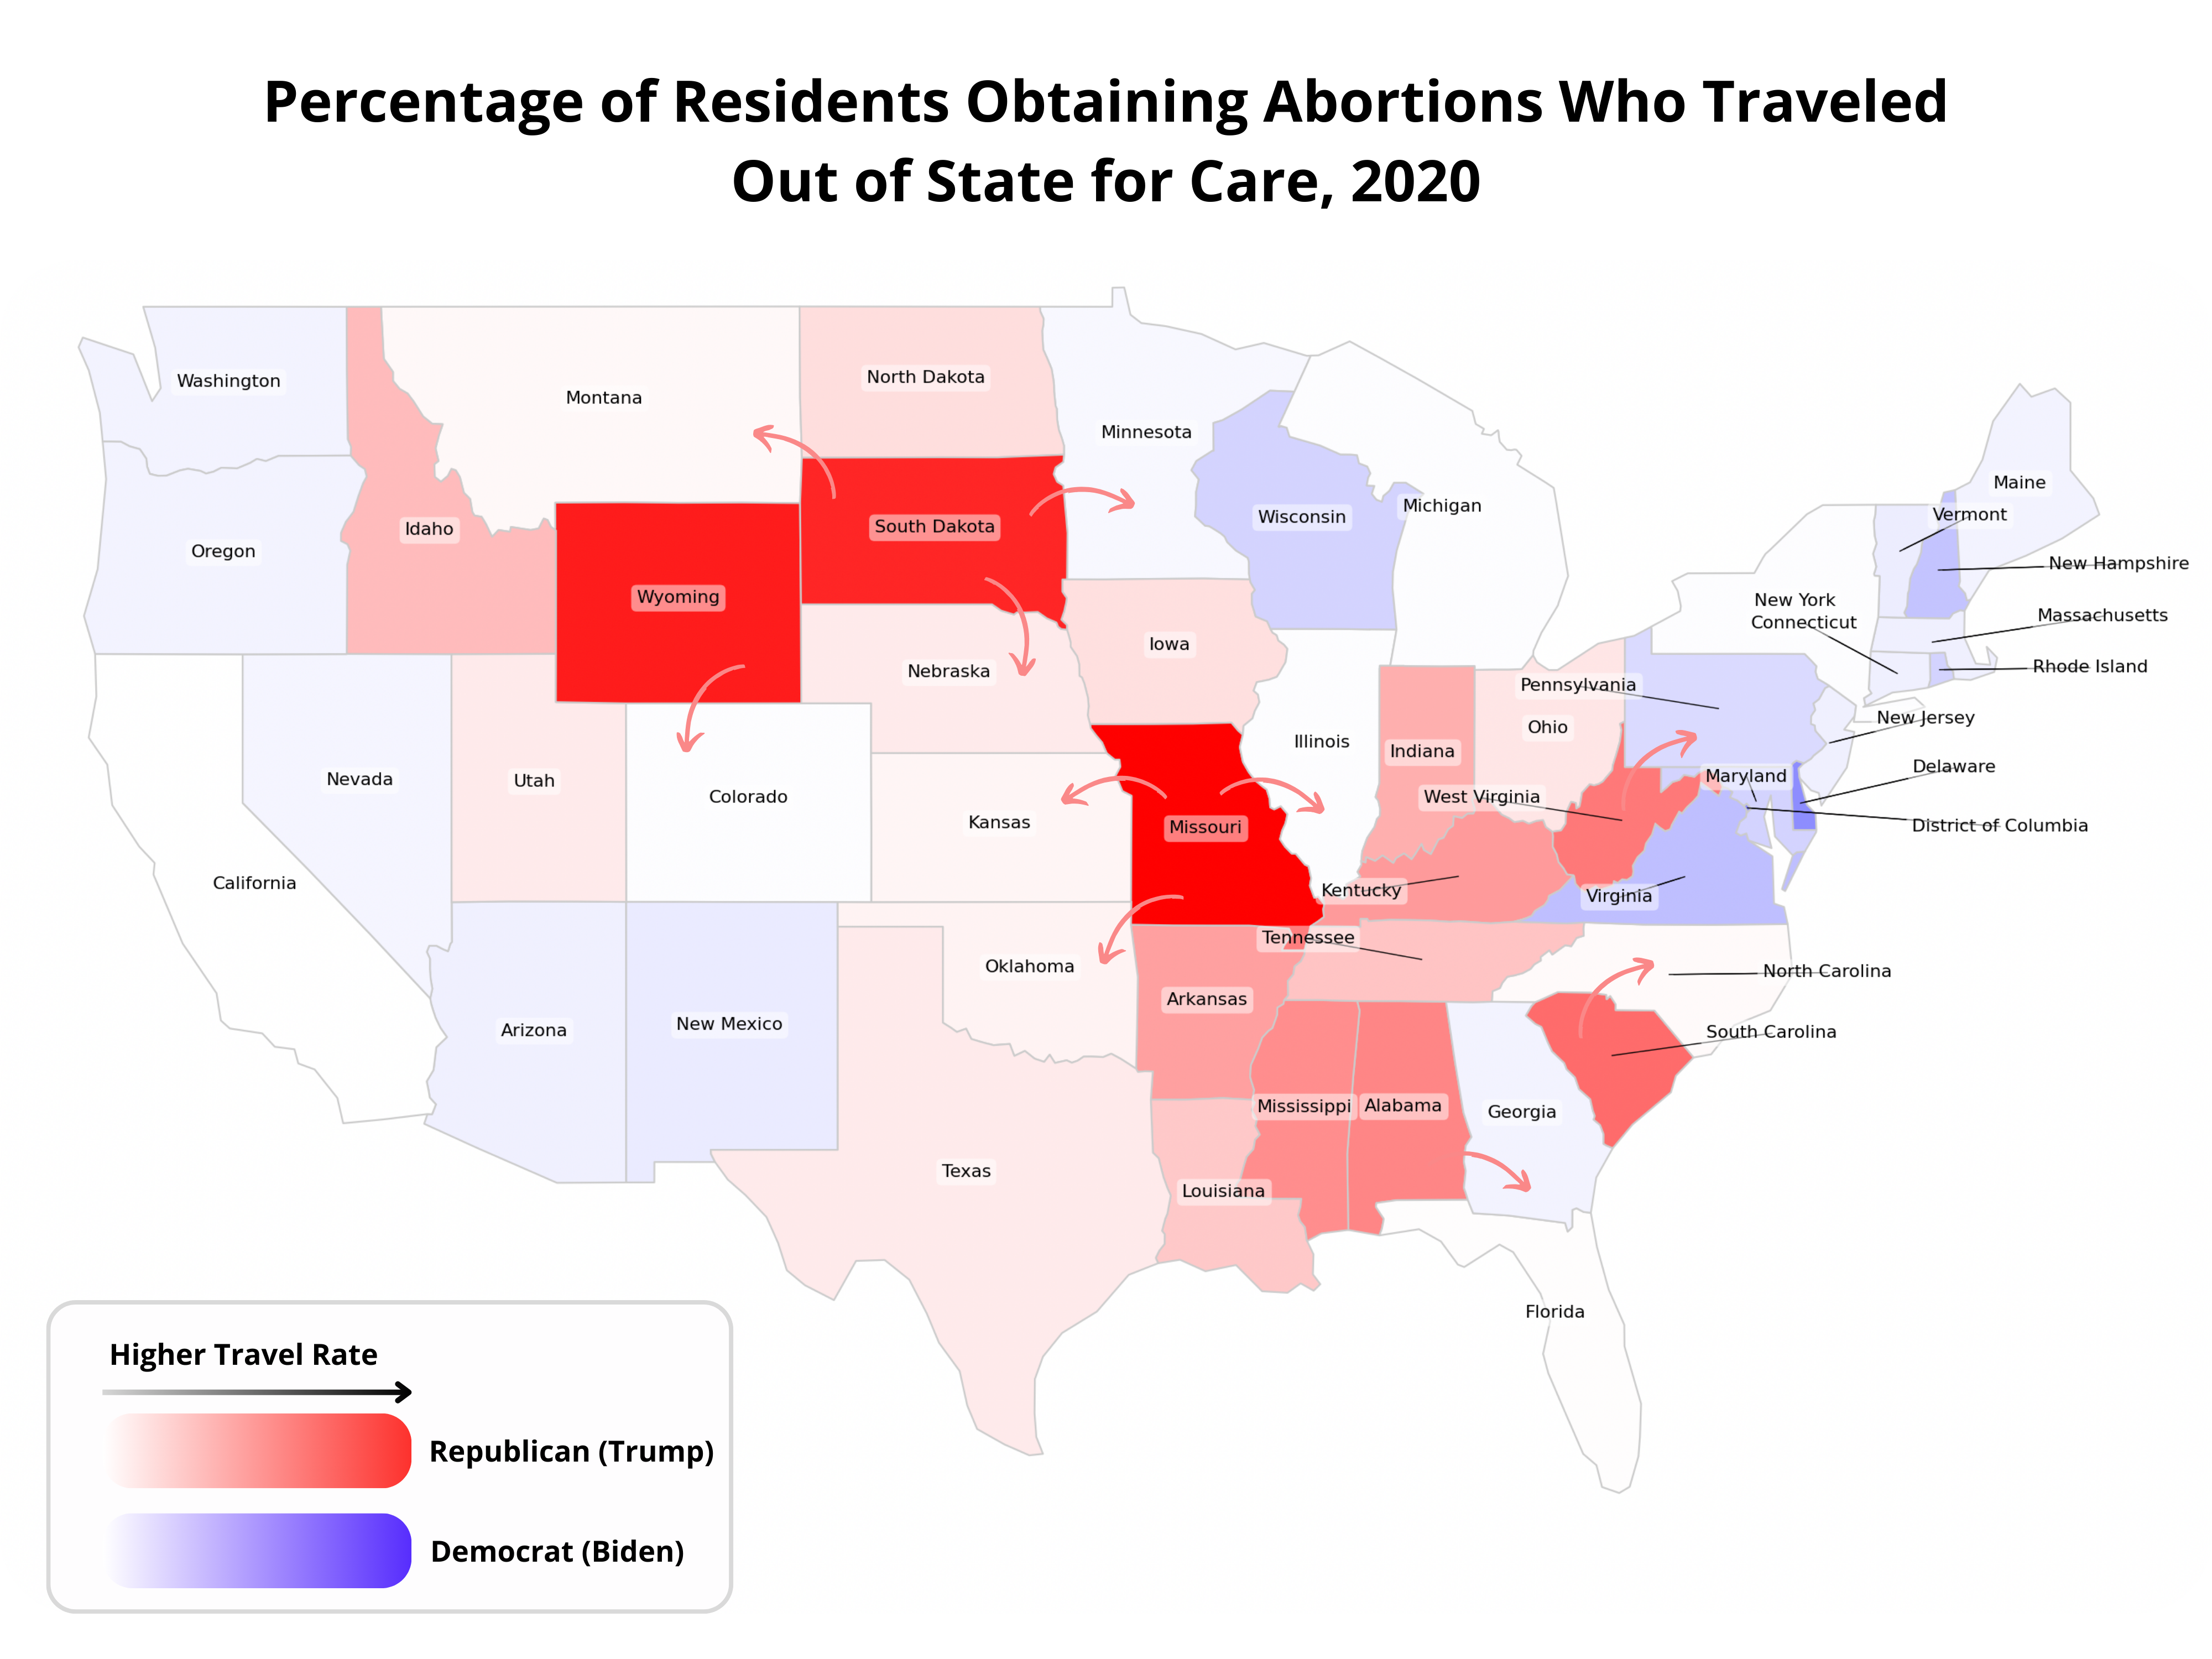 Percentage of Residents Obtaining Abortions Who Traveled
Out of State for Care, 2020
Washington
Montana
North Dakota
Minnesota
Maine
Idaho
Oregon
South Dakota
Wisconsin
Michigan
Vermont
New Hampshire
Wyoming
New York
Connecticut
Massachusetts
Iowa
Nebraska
Rhode Island
Pennsylvania
New Jersey
Ohio
Illinois
Indiana
Nevada
Utah
Colorado
Maryland
Delaware
West Virginia
Kansas
Missouri
District of Columbia
California
Kentucky
Virginia
Tennessee
Oklahoma
North Carolina
Arkansas
New Mexico
Arizona
South Carolina
Mississippi
Alabama
Georgia
Texas
Louisiana
Florida
Higher Travel Rate
Republican (Trump)
Democrat (Biden)